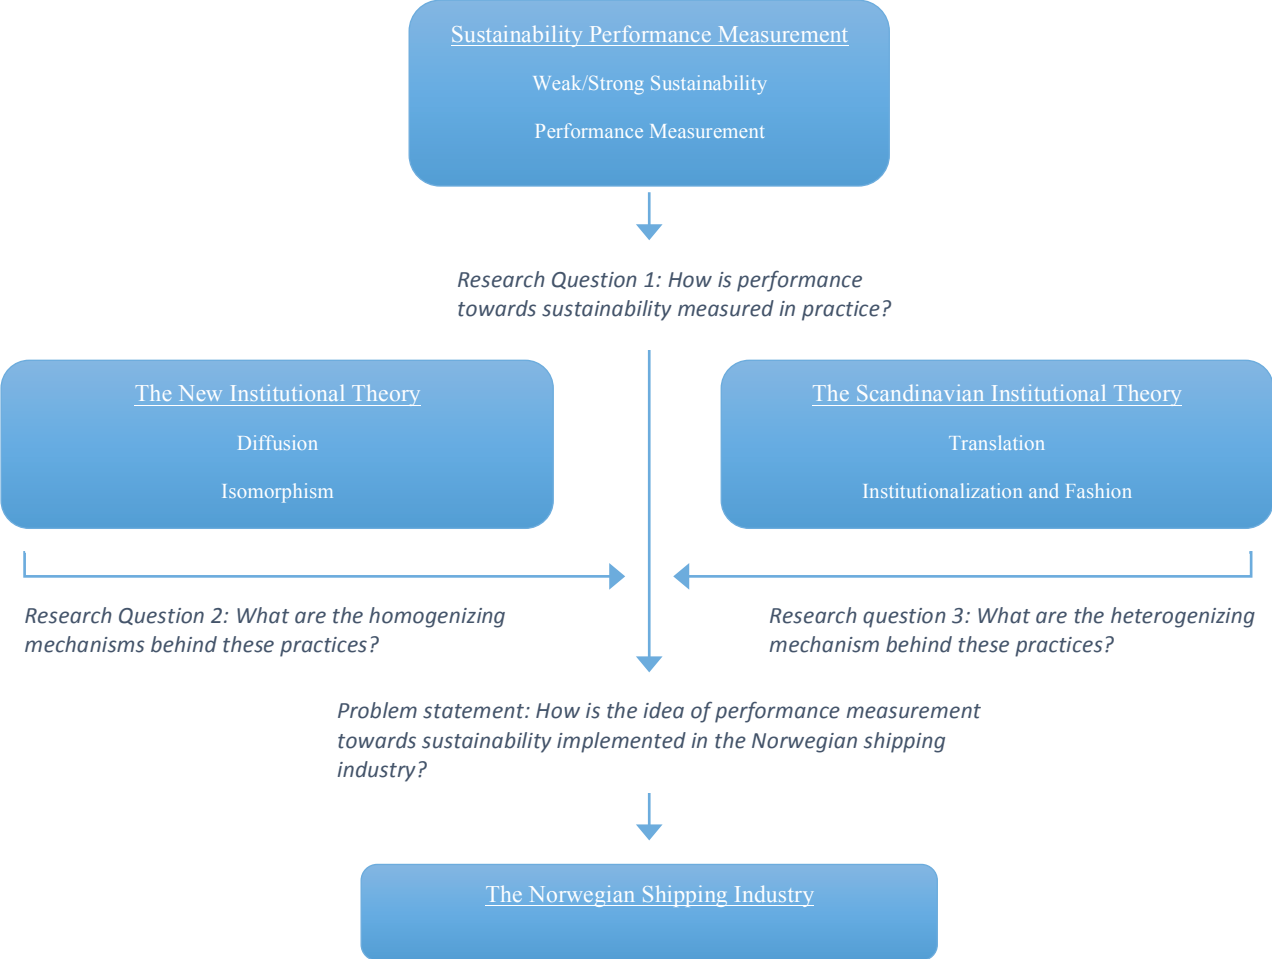 Sustainability Performance Measurement
Weak/Strong Sustainability
Performance Measurement
Research Question 1: How is performance
towards sustainability measured in practice?
The New Institutional Theory
Diffusion
Isomorphism
The Scandinavian Institutional Theory
Translation
Institutionalization and Fashion
Research Question 2: What are the homogenizing
mechanisms behind these practices?
Research question 3: What are the heterogenizing
mechanism behind these practices?
Problem statement: How is the idea of performance measurement
towards sustainability implemented in the Norwegian shipping
industry?
The Norwegian Shipping Industry